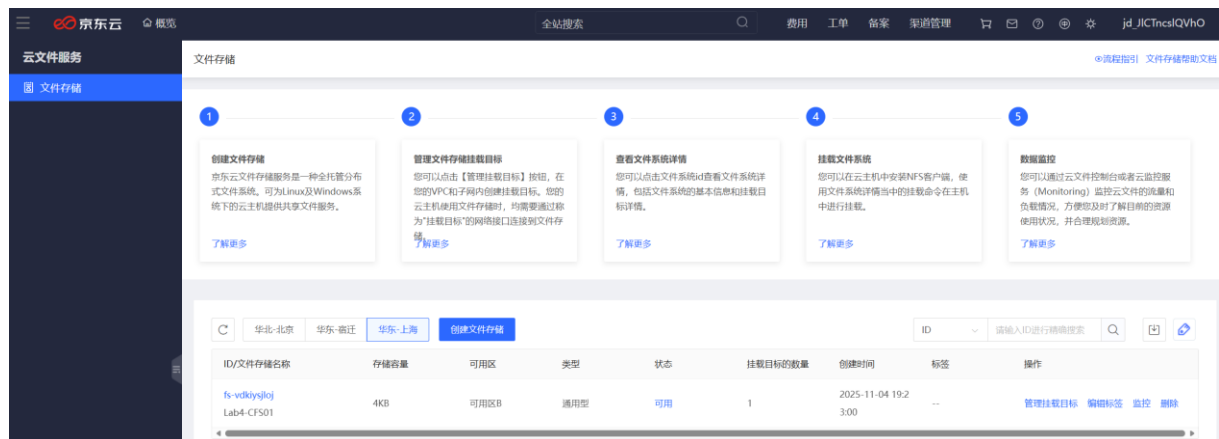 京东云 概览 全站搜索 费用 工单 备案 渠道管理 jd_JlCTncslQVhO
云文件服务
文件存储
文件存储 流程指引 文件存储帮助文档
1 2 3 4 5
创建文件存储
京东云文件存储服务是一种全托管分布
式文件系统。可为Linux及Windows系
统下的云主机提供共享文件服务。
了解更多
管理文件存储挂载目标
您可以点击【管理挂载目标】按钮，在
您的VPC和子网内创建挂载目标。您的
云主机使用文件存储时，均需要通过称
为"挂载目标"的网络接口连接到文件存
储。
了解更多
查看文件系统详情
您可以点击文件系统id查看文件系统详
情，包括文件系统的基本信息和挂载目
标详情。
了解更多
挂载文件系统
您可以在云主机中安装NFS客户端，使
用文件系统详情当中的挂载命令在主机
中进行挂载。
了解更多
数据监控
您可以通过云文件控制台或者云监控服
务（Monitoring）监控云文件的流量和
负载情况，方便您及时了解目前的资源
使用状况，并合理规划资源。
了解更多
华北-北京 华东-宿迁 华东-上海 创建文件存储 ID 请输入ID进行精确搜索
ID/文件存储名称 存储容量 可用区 类型 状态 挂载目标的数量 创建时间 标签 操作
fs-vdkiysjloj
Lab4-CFS01
4KB 可用区B 通用型 可用 1
2025-11-04 19:2
3:00
-- 管理挂载目标 编辑标签 监控 删除